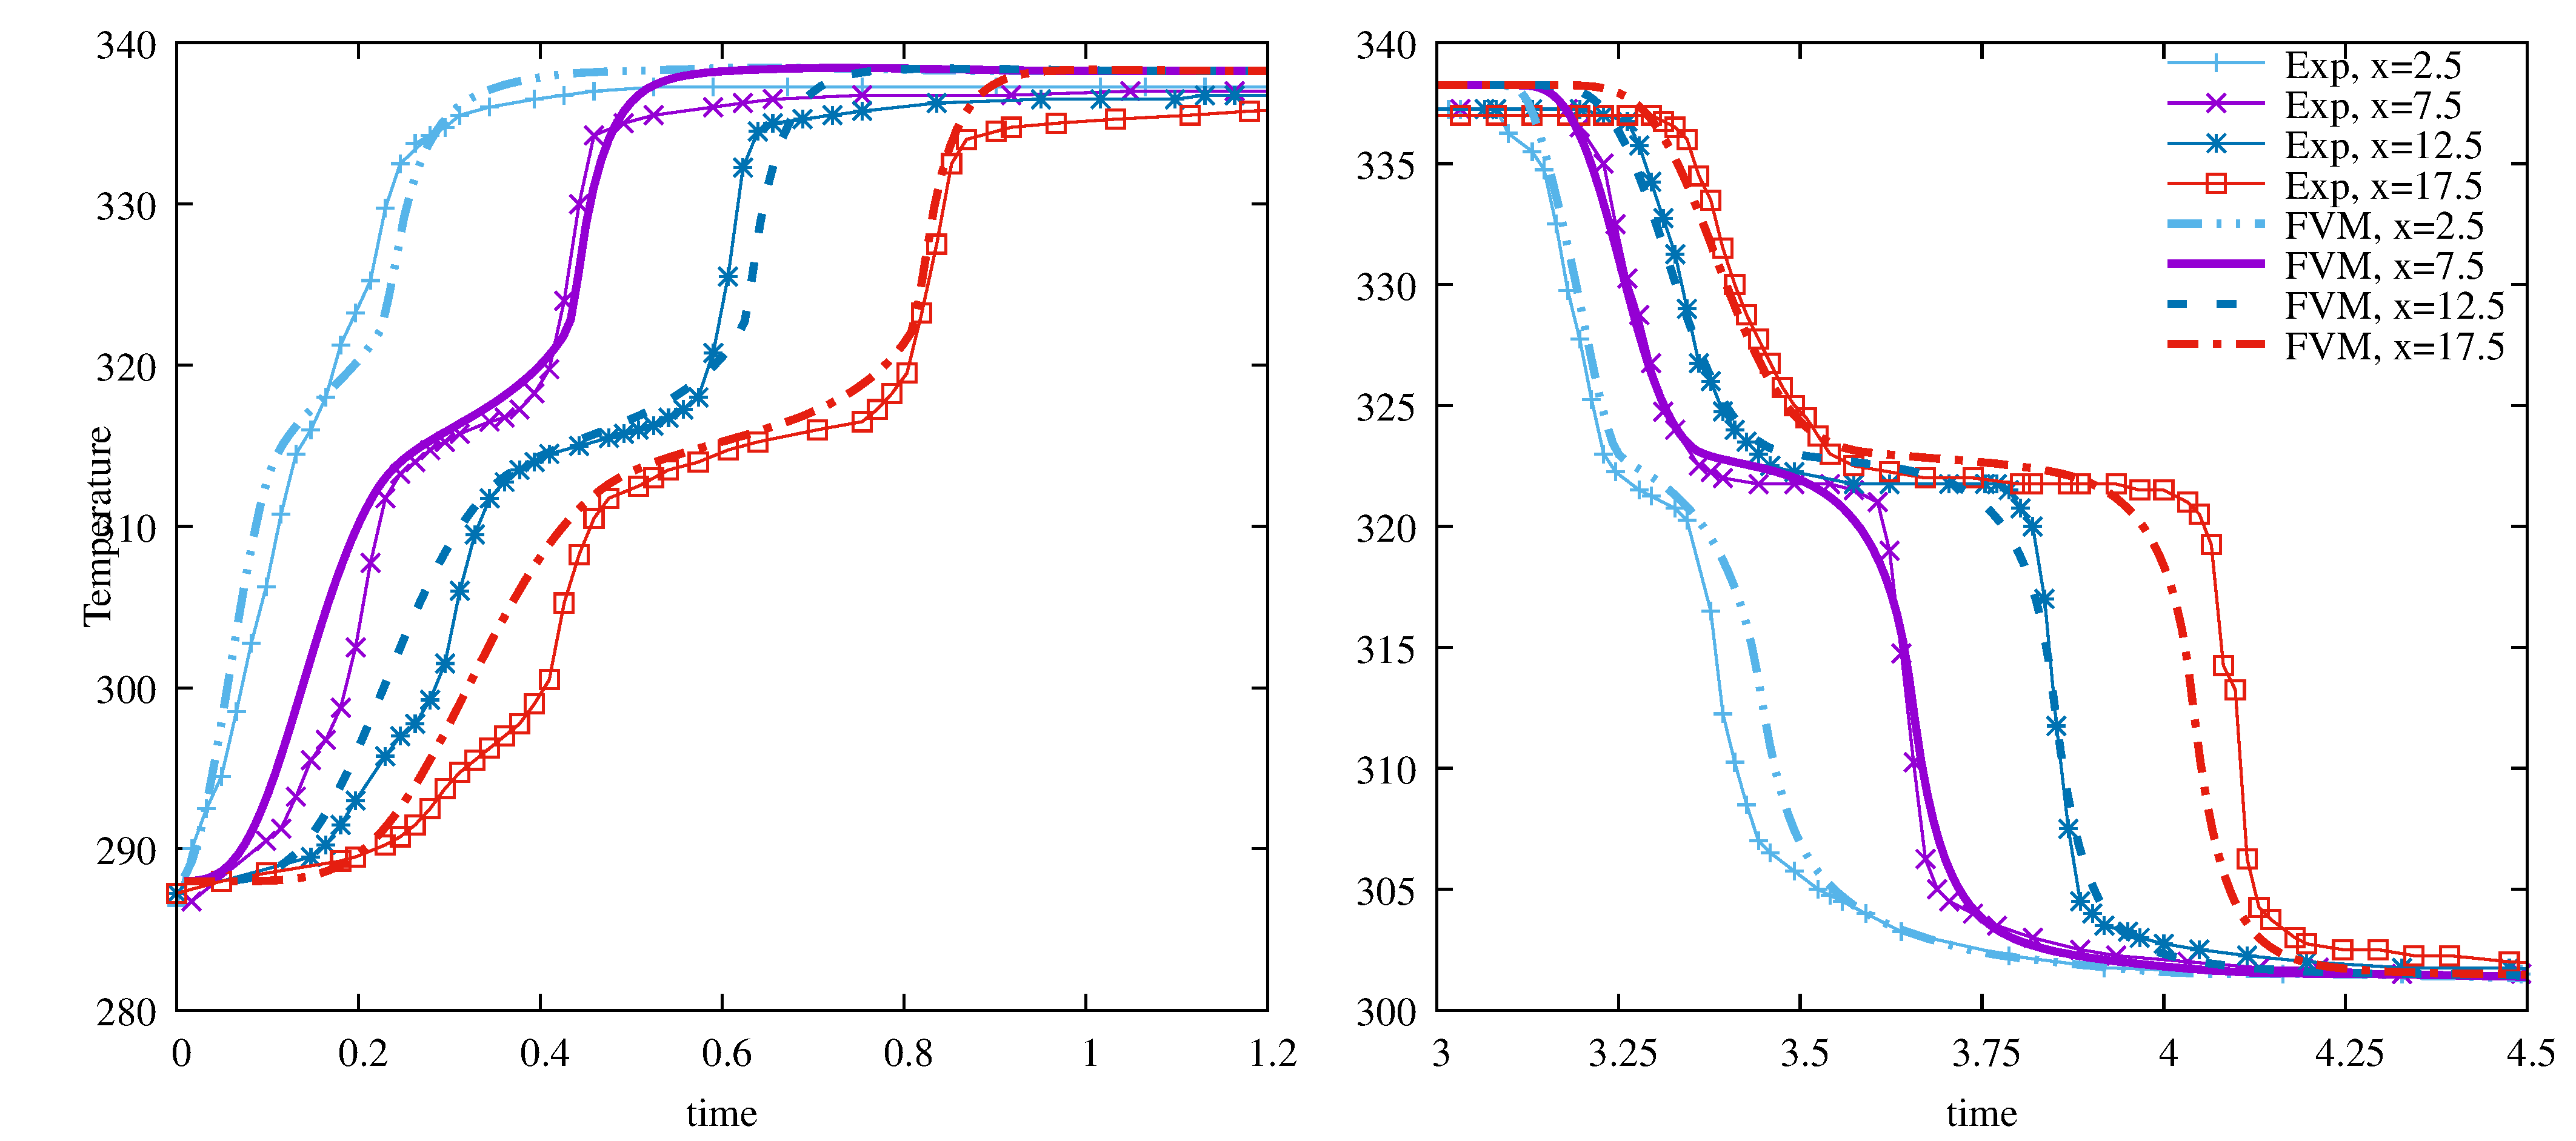 340
330
320
310
300
290
280
Temperature
0 0.2 0.4 0.6 0.8 1 1.2
time
340
335
330
325
320
315
310
305
300
3 3.25 3.5 3.75 4 4.25 4.5
time
Exp, x=2.5
Exp, x=7.5
Exp, x=12.5
Exp, x=17.5
FVM, x=2.5
FVM, x=7.5
FVM, x=12.5
FVM, x=17.5